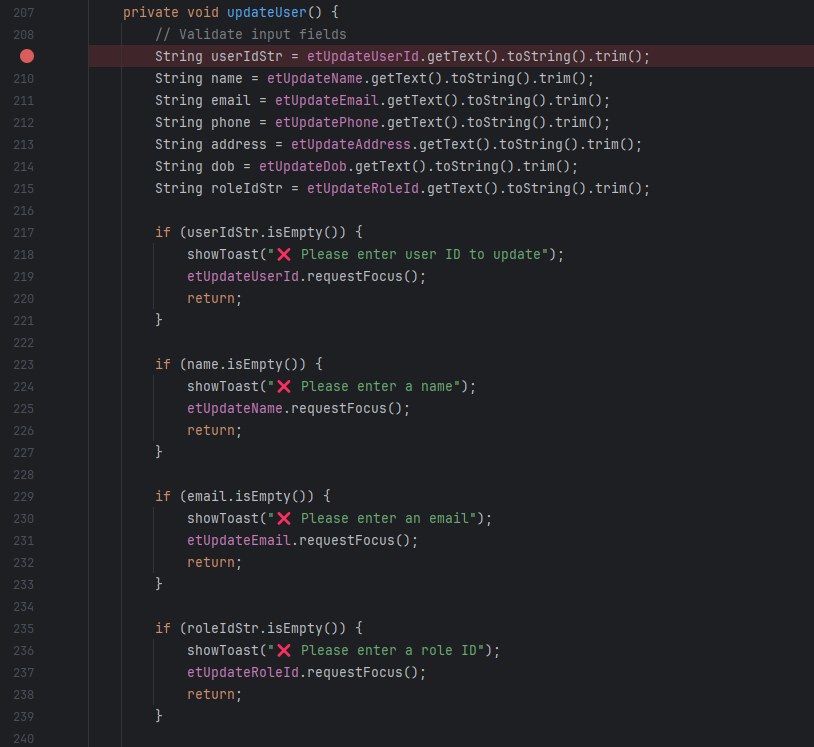 207 private void updateUser() {
208 // Validate input fields
String userIdStr = etUpdateUserId.getText().toString().trim();
210 String name = etUpdateName.getText().toString().trim();
211 String email = etUpdateEmail.getText().toString().trim();
212 String phone = etUpdatePhone.getText().toString().trim();
213 String address = etUpdateAddress.getText().toString().trim();
214 String dob = etUpdateDob.getText().toString().trim();
215 String roleIdStr = etUpdateRoleId.getText().toString().trim();
216
217 if (userIdStr.isEmpty()) {
218 showToast("❌ Please enter user ID to update");
219 etUpdateUserId.requestFocus();
220 return;
221 }
222
223 if (name.isEmpty()) {
224 showToast("❌ Please enter a name");
225 etUpdateName.requestFocus();
226 return;
227 }
228
229 if (email.isEmpty()) {
230 showToast("❌ Please enter an email");
231 etUpdateEmail.requestFocus();
232 return;
233 }
234
235 if (roleIdStr.isEmpty()) {
236 showToast("❌ Please enter a role ID");
237 etUpdateRoleId.requestFocus();
238 return;
239 }
240